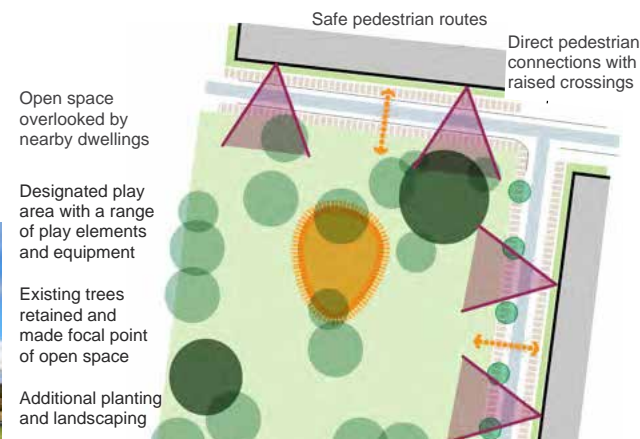 Safe pedestrian routes
Direct pedestrian
connections with
raised crossings
Open space
overlooked by
nearby dwellings
Designated play
area with a range
of play elements
and equipment
Existing trees
retained and
made focal point
of open space
Additional planting
and landscaping